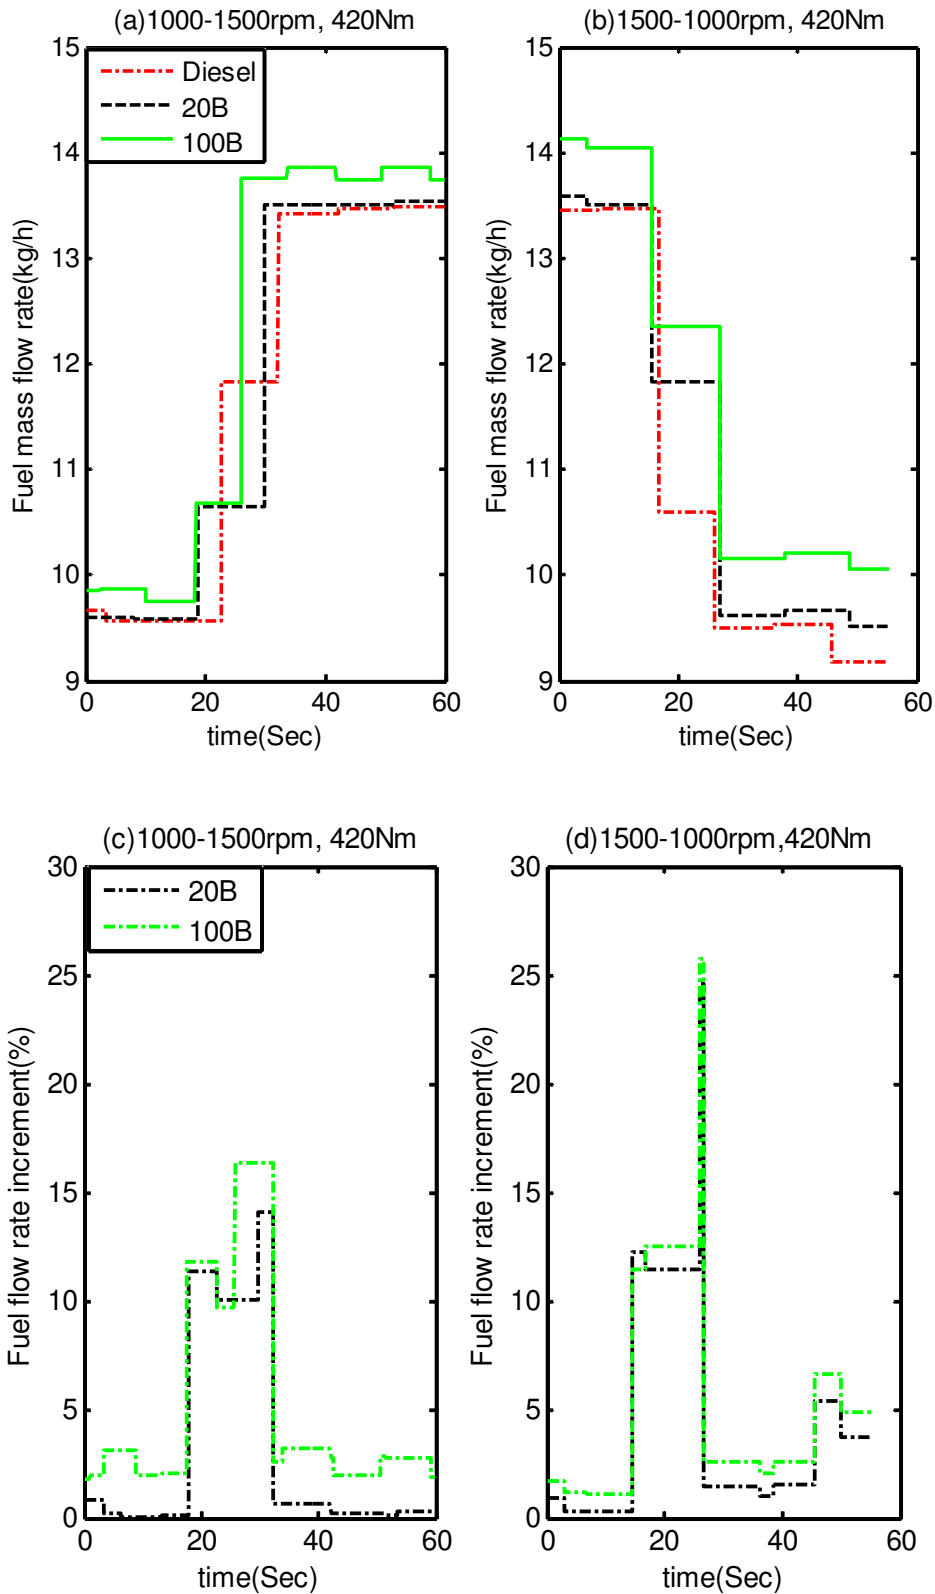 (a)1000-1500rpm, 420Nm
15
14
13
12
11
10
9
0
20
40
60
Fuel mass flow rate(kg/h)
time(Sec)
Diesel
20B
100B
(b)1500-1000rpm, 420Nm
15
14
13
12
11
10
9
0
20
40
60
Fuel mass flow rate(kg/h)
time(Sec)
(c)1000-1500rpm, 420Nm
30
25
20
15
10
5
0
0
20
40
60
Fuel flow rate increment(%)
time(Sec)
20B
100B
(d)1500-1000rpm,420Nm
30
25
20
15
10
5
0
0
20
40
60
Fuel flow rate increment(%)
time(Sec)